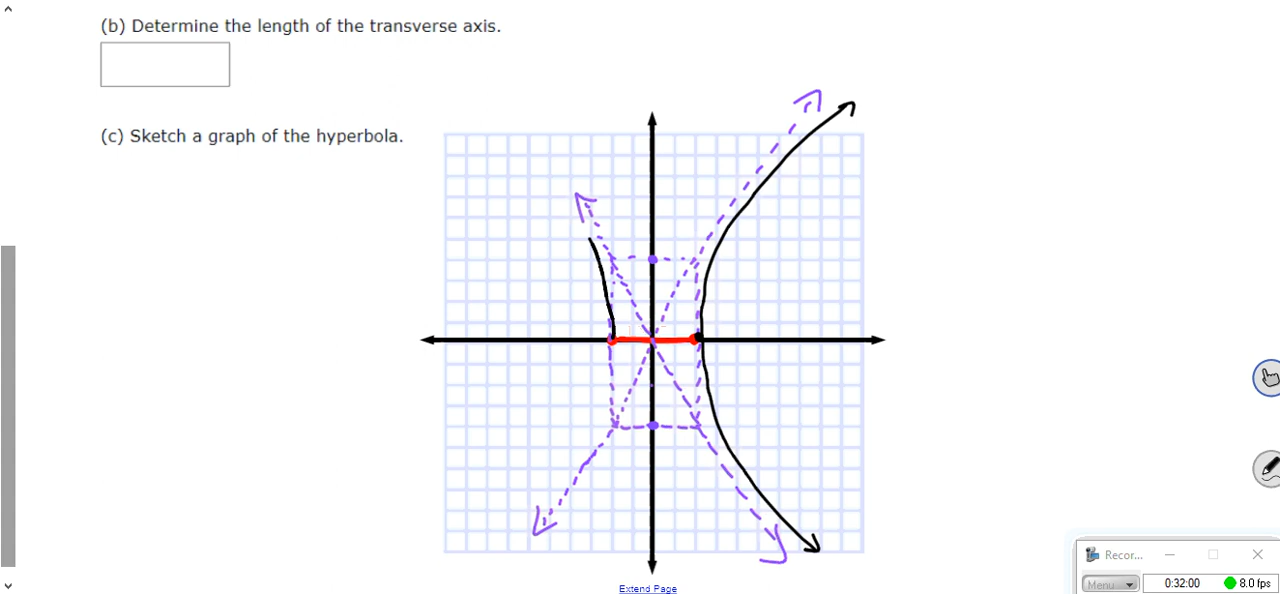 (b) Determine the length of the transverse axis.
(c) Sketch a graph of the hyperbola.
Extend Page
Recor...
Menu
0:32:00
8.0 fps